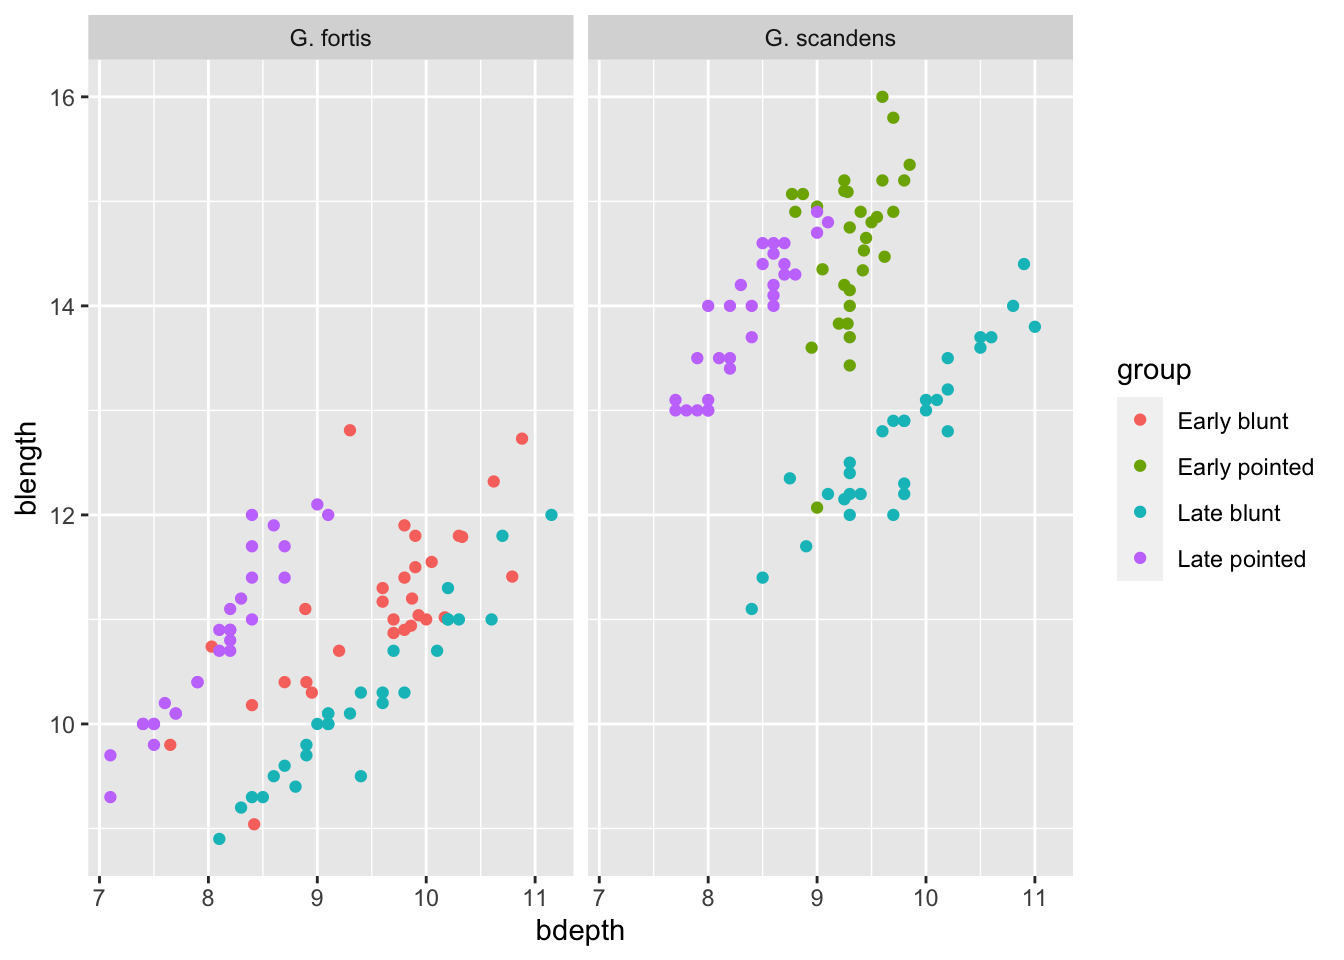 G. fortis
G. scandens
16
14
12
10
blength
7 8 9 10 11
7 8 9 10 11
bdepth
group
Early blunt
Early pointed
Late blunt
Late pointed